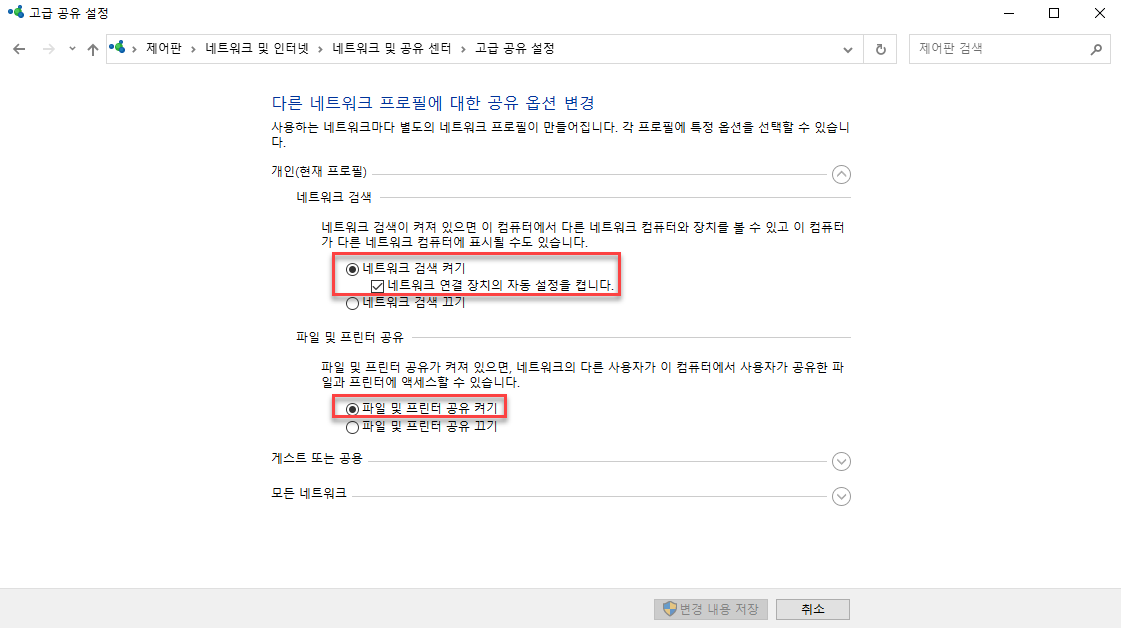 고급 공유 설정
제어판 › 네트워크 및 인터넷 › 네트워크 및 공유 센터 › 고급 공유 설정
제어판 검색
다른 네트워크 프로필에 대한 공유 옵션 변경
사용하는 네트워크마다 별도의 네트워크 프로필이 만들어집니다. 각 프로필에 특정 옵션을 선택할 수 있습니
다.
개인(현재 프로필)
네트워크 검색
네트워크 검색이 켜져 있으면 이 컴퓨터에서 다른 네트워크 컴퓨터와 장치를 볼 수 있고 이 컴퓨터
가 다른 네트워크 컴퓨터에 표시될 수도 있습니다.
네트워크 검색 켜기
네트워크 연결 장치의 자동 설정을 켭니다.
네트워크 검색 끄기
파일 및 프린터 공유
파일 및 프린터 공유가 켜져 있으면, 네트워크의 다른 사용자가 이 컴퓨터에서 사용자가 공유한 파
일과 프린터에 액세스할 수 있습니다.
파일 및 프린터 공유 켜기
파일 및 프린터 공유 끄기
게스트 또는 공용
모든 네트워크
변경 내용 저장
취소